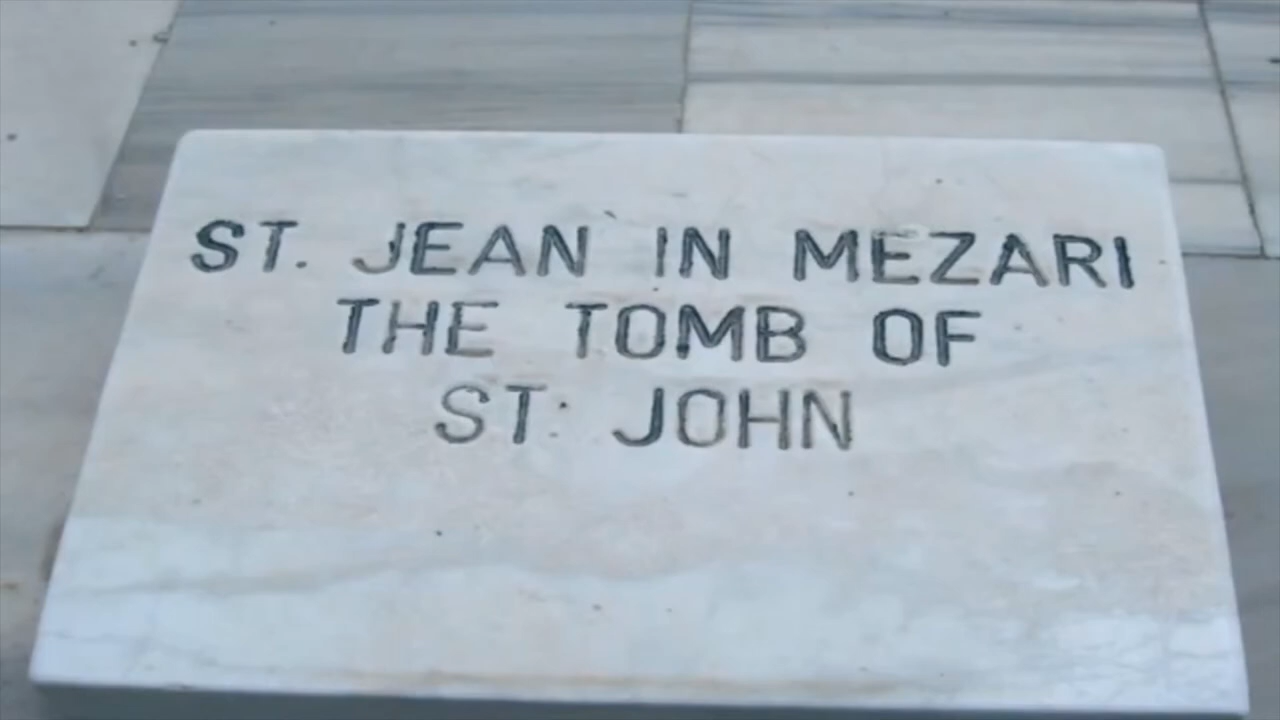 ST. JEAN IN MEZARI
THE TOMB OF
ST. JOHN